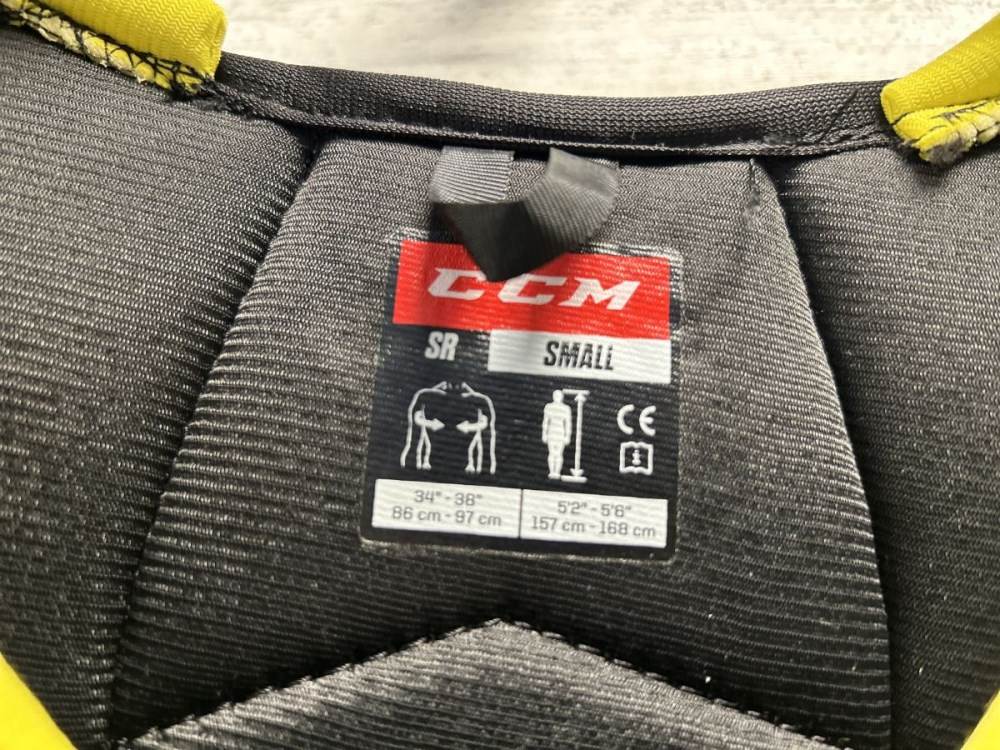 CCM
SR SMALL
CE
34" - 38"
86 cm - 97 cm
5'2" - 5'6"
157 cm - 168 cm